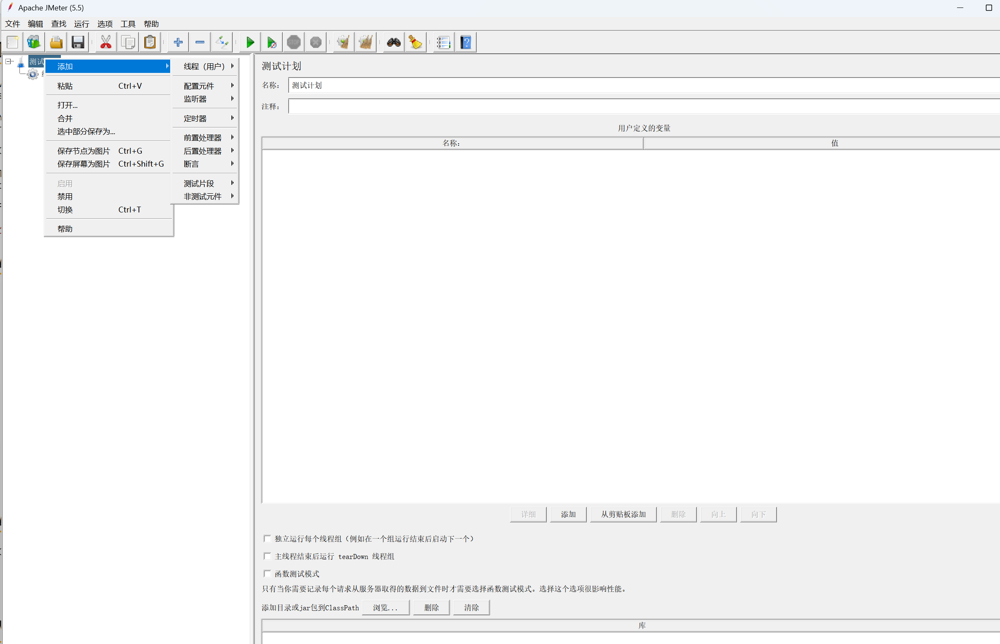 Apache JMeter (5.5)
文件 编辑 查找 运行 选项 工具 帮助
STOP
测试
添加
粘贴 Ctrl+V
打开...
合并
选中部分保存为...
保存节点为图片 Ctrl+G
保存屏幕为图片 Ctrl+Shift+G
启用
禁用
切换 Ctrl+T
帮助
线程（用户）
配置元件
监听器
定时器
前置处理器
后置处理器
断言
测试片段
非测试元件
测试计划
名称： 测试计划
注释：
用户定义的变量
名称： 值
详细 添加 从剪贴板添加 删除 向上 向下
独立运行每个线程组（例如在一个组运行结束后启动下一个）
主线程结束后运行 tearDown 线程组
函数测试模式
只有当你需要记录每个请求从服务器取得的数据到文件时才需要选择函数测试模式。选择这个选项很影响性能。
添加目录或jar包到ClassPath 浏览... 删除 清除
库